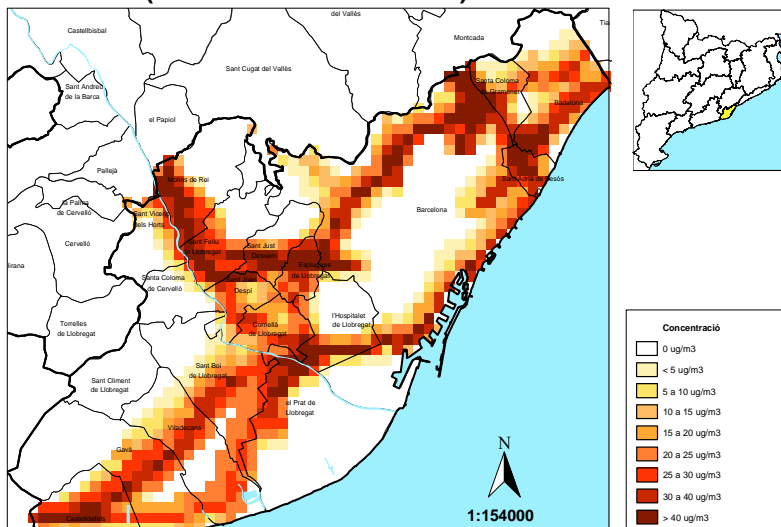 del Vallès
Castellbisbal
Montcada
Tia
Sant Cugat del Vallès
Sant Andreu
de la Barca
Santa Coloma
de Gramenet
Badalona
el Papiol
Pallejà
Molins de Rei
Sant Adrià de Besòs
la Palma
de Cervelló
Sant Vicenç
dels Horts
Barcelona
Cervelló
Sant Feliu
de Llobregat
Sant Just
Desvern
Esplugues
de Llobregat
lirana
Santa Coloma
de Cervelló
Sant Joan
Despí
Torrelles
de Llobregat
Cornellà
de Llobregat
l'Hospitalet
de Llobregat
Sant Boi
de Llobregat
Sant Climent
de Llobregat
el Prat de
Llobregat
Viladecans
Gavà
Castelldefels
N
1:154000
Concentració
0 ug/m3
< 5 ug/m3
5 a 10 ug/m3
10 a 15 ug/m3
15 a 20 ug/m3
20 a 25 ug/m3
25 a 30 ug/m3
30 a 40 ug/m3
> 40 ug/m3